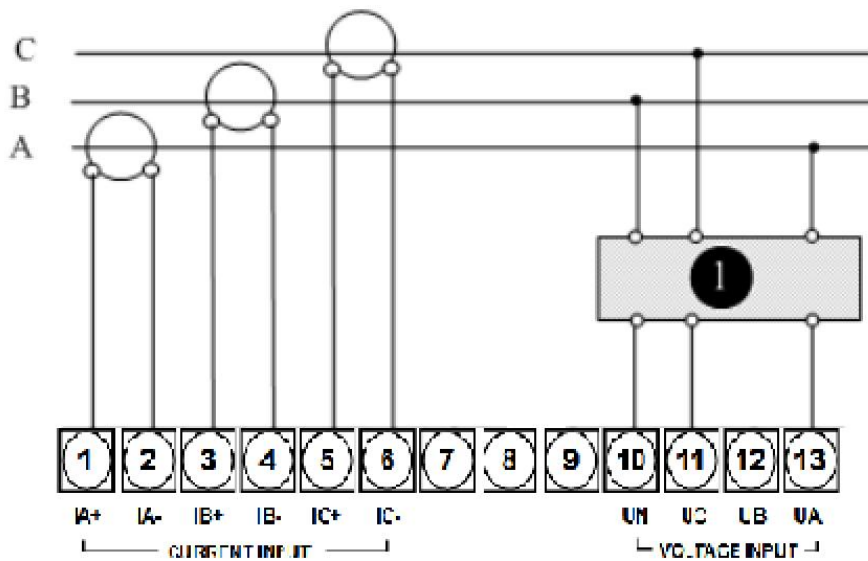 C
B
A
1
1 2 3 4 5 6 7 8 9 10 11 12 13
IA+ IA- IB+ IB- IC+ IC- UN UC UB UA
CURRENT INPUT VOLTAGE INPUT